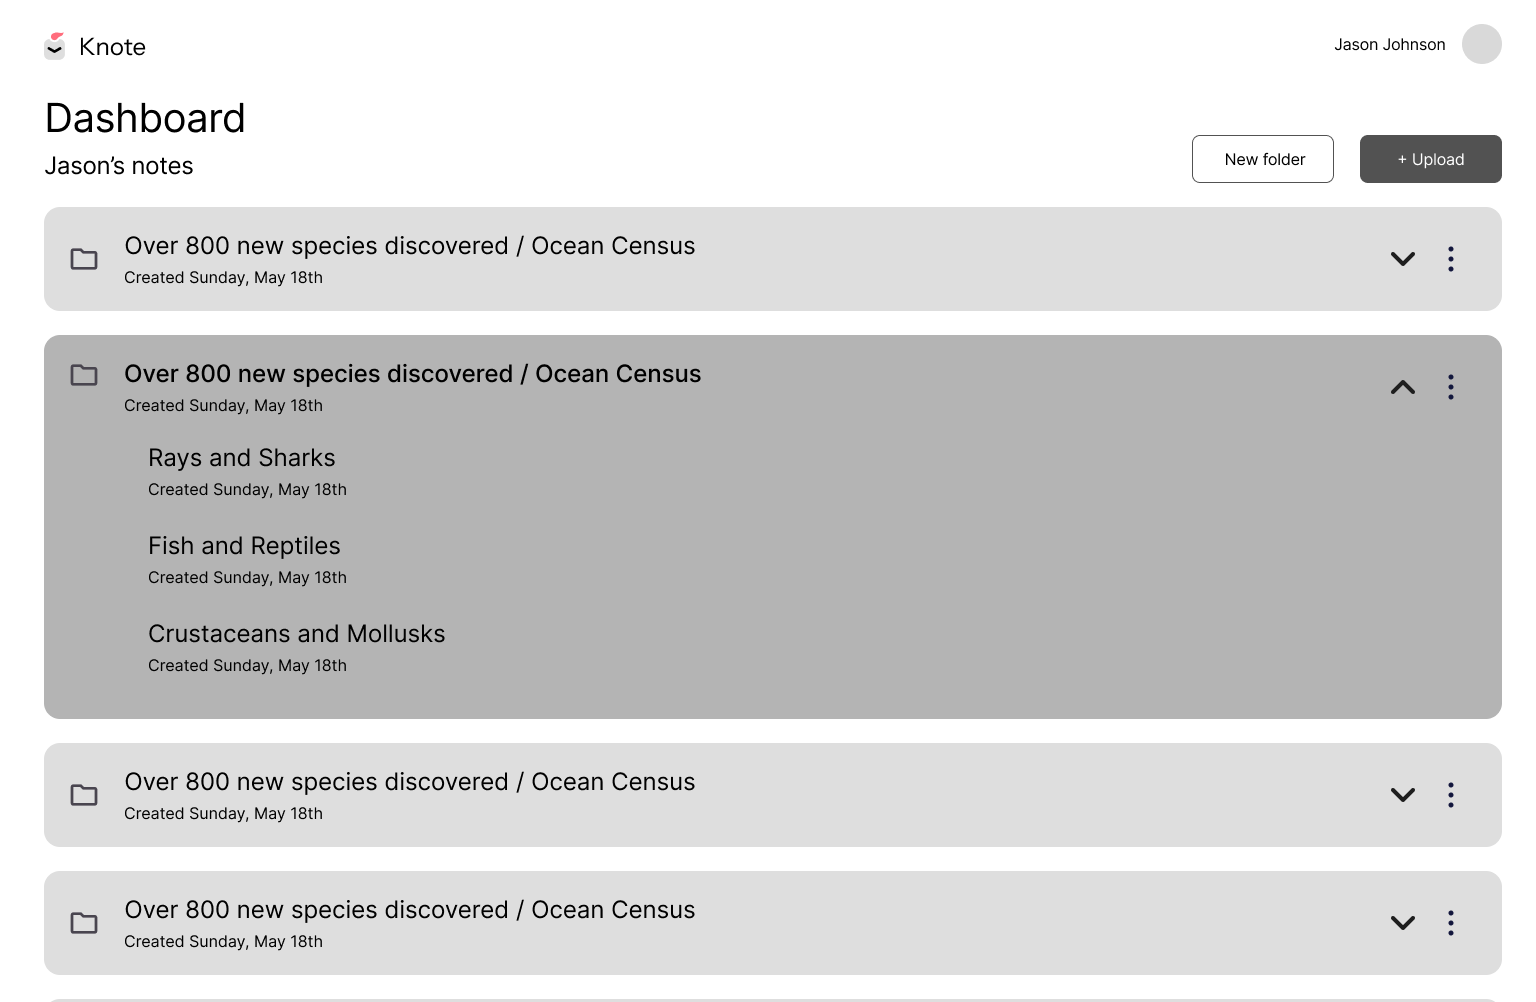 Knote
Jason Johnson
Dashboard
Jason’s notes
New folder
+ Upload
Over 800 new species discovered / Ocean Census
Created Sunday, May 18th
Over 800 new species discovered / Ocean Census
Created Sunday, May 18th
Rays and Sharks
Created Sunday, May 18th
Fish and Reptiles
Created Sunday, May 18th
Crustaceans and Mollusks
Created Sunday, May 18th
Over 800 new species discovered / Ocean Census
Created Sunday, May 18th
Over 800 new species discovered / Ocean Census
Created Sunday, May 18th